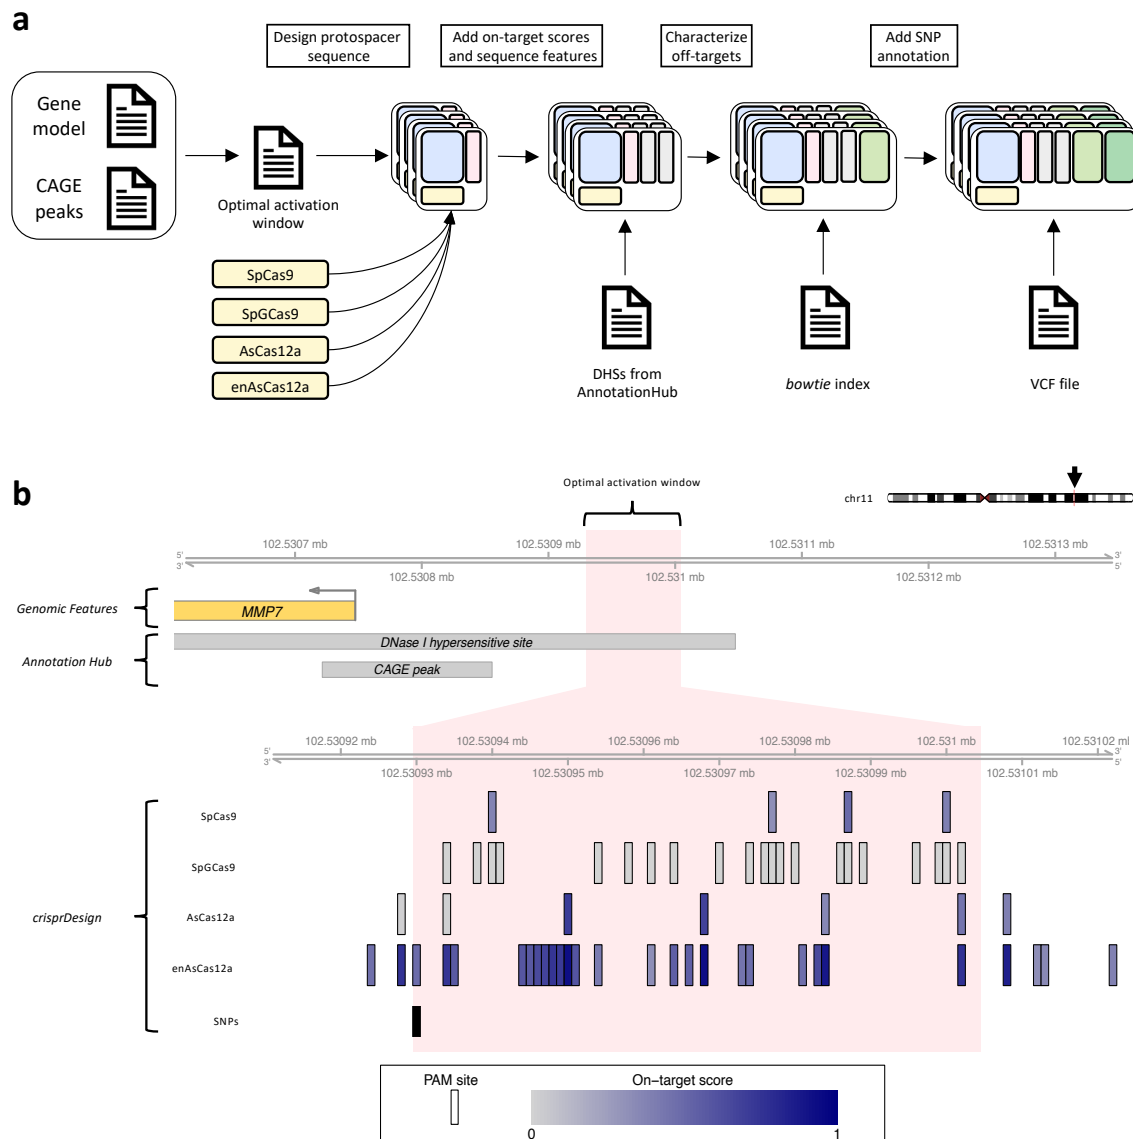 a
Design protospacer
sequence
Add on-target scores
and sequence features
Characterize
off-targets
Add SNP
annotation
Gene
model
CAGE
peaks
Optimal activation
window
SpCas9
SpGCas9
AsCas12a
enAsCas12a
DHSs from
AnnotationHub
bowtie index
VCF file
b
Optimal activation window
chr11
102.5307 mb
102.5309 mb
102.5311 mb
102.5313 mb
5'
3'
3'
5'
102.5308 mb
102.531 mb
102.5312 mb
Genomic Features
MMP7
Annotation Hub
DNase I hypersensitive site
CAGE peak
102.53092 mb
102.53094 mb
102.53096 mb
102.53098 mb
102.531 mb
102.53102 ml
5'
3'
3'
5'
102.53093 mb
102.53095 mb
102.53097 mb
102.53099 mb
102.53101 mb
crisprDesign
SpCas9
SpGCas9
AsCas12a
enAsCas12a
SNPs
PAM site
On-target score
0
1